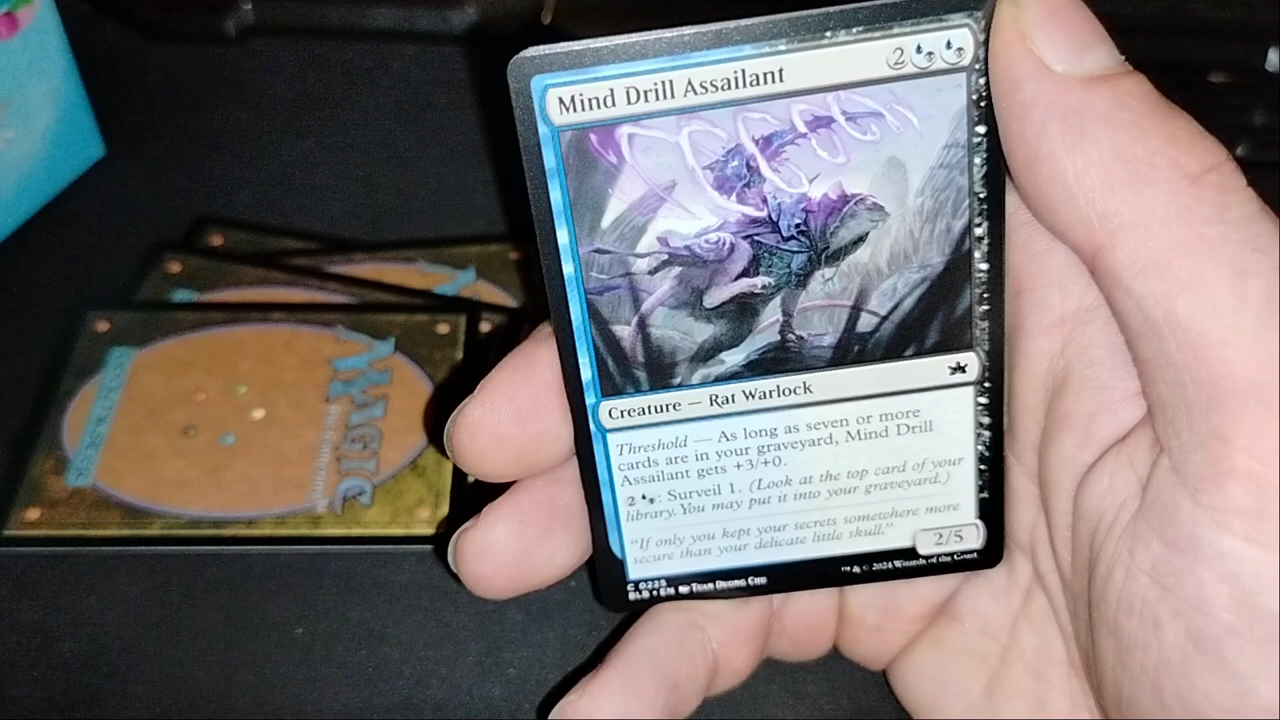 Mind Drill Assailant
2
Creature — Rat Warlock
Threshold — As long as seven or more
cards are in your graveyard, Mind Drill
Assailant gets +3/+0.
2 : Surveil 1. (Look at the top card of your
library. You may put it into your graveyard.)
"If only you kept your secrets somewhere more
secure than your delicate little skull."
2/5
C 0225
BLB • EN Tuan Duong Chu
™ & © 2024 Wizards of the Coast
MAGIC